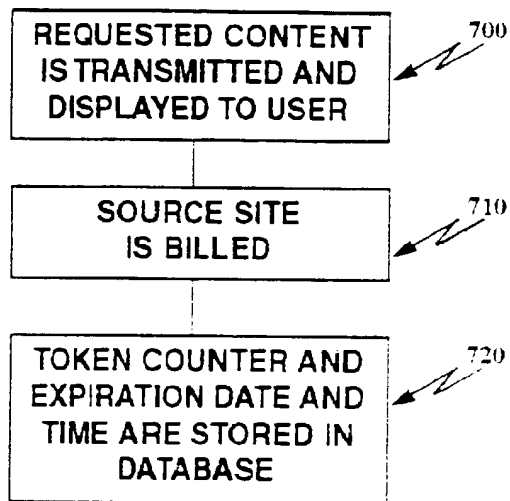 REQUESTED CONTENT
IS TRANSMITTED AND
DISPLAYED TO USER
700
SOURCE SITE
IS BILLED
710
TOKEN COUNTER AND
EXPIRATION DATE AND
TIME ARE STORED IN
DATABASE
720